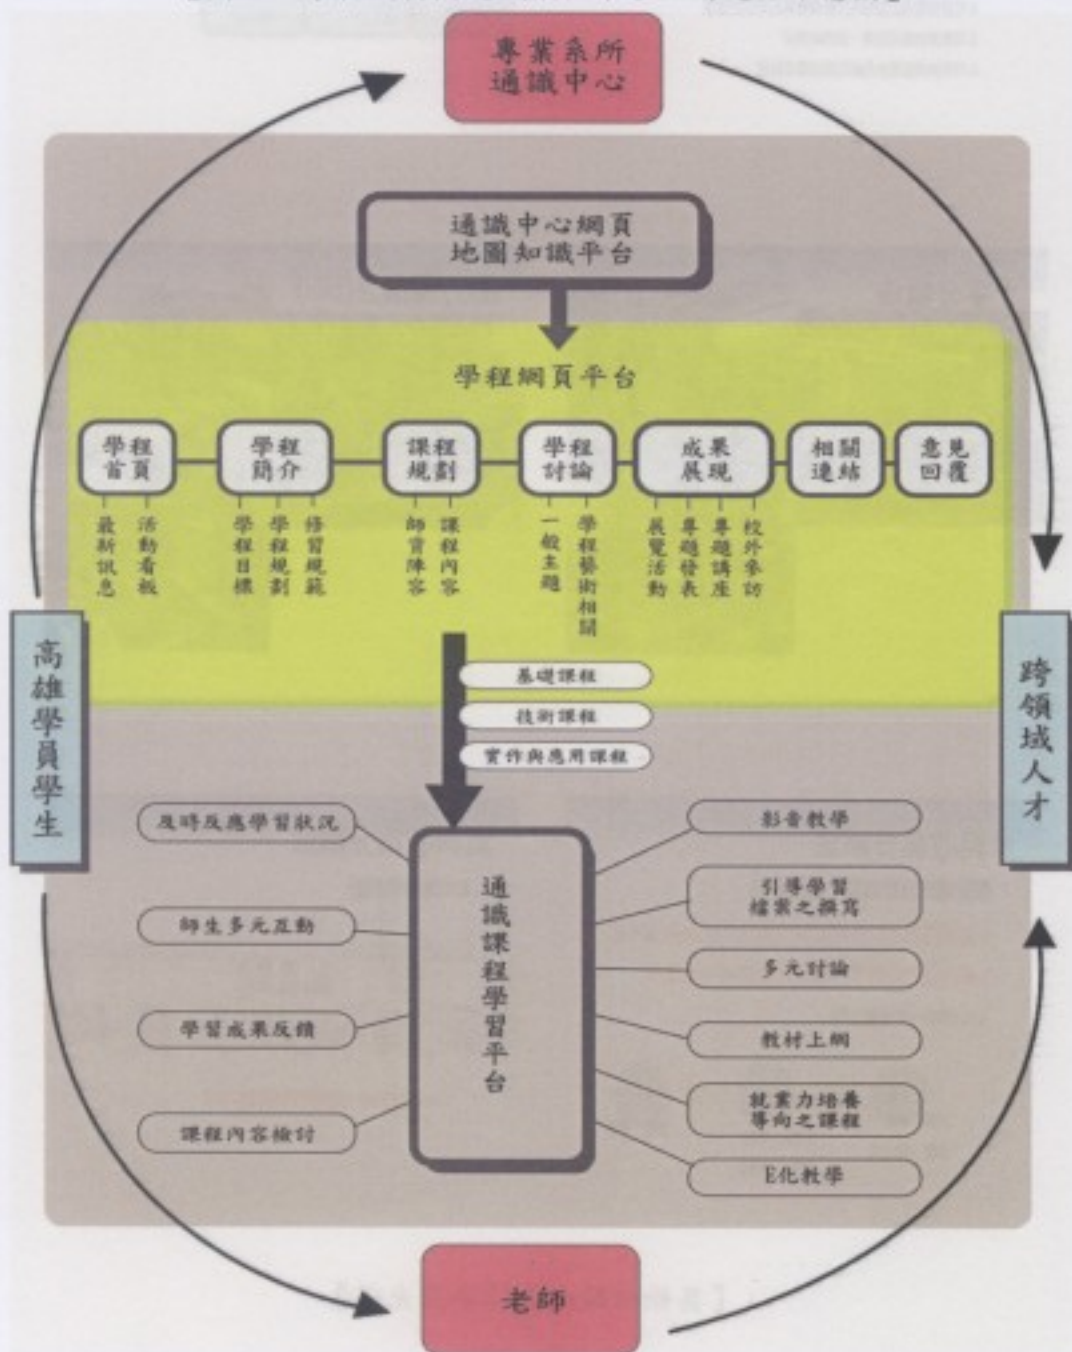 專業系所
通識中心
通識中心網頁
地圖知識平台
學程網頁平台
學程
首頁
學程
簡介
課程
規劃
學程
討論
成果
展現
相關
連結
意見
回覆
最新訊息
活動看板
學程目標
學程規劃
修習規範
師資陣容
課程內容
一般主題
學程藝術相關
展覽活動
專題發表
專題講座
校外參訪
基礎課程
技術課程
實作與應用課程
高雄學員學生
跨領域人才
通識課程學習平台
及時反應學習狀況
師生多元互動
學習成果反饋
課程內容檢討
影音教學
引導學習
檔案之撰寫
多元討論
教材上網
就業力培養
導向之課程
E化教學
老師